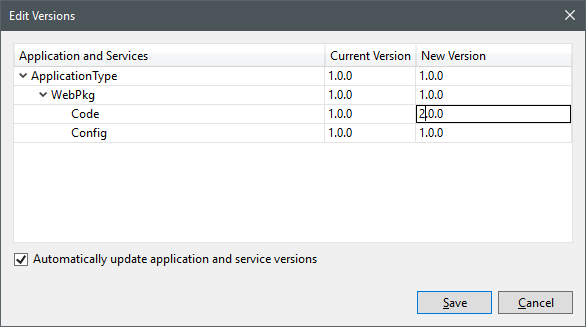 Edit Versions
Application and Services Current Version New Version
ApplicationType 1.0.0 1.0.0
WebPkg 1.0.0 1.0.0
Code 1.0.0 2.0.0
Config 1.0.0 1.0.0
Automatically update application and service versions
Save Cancel